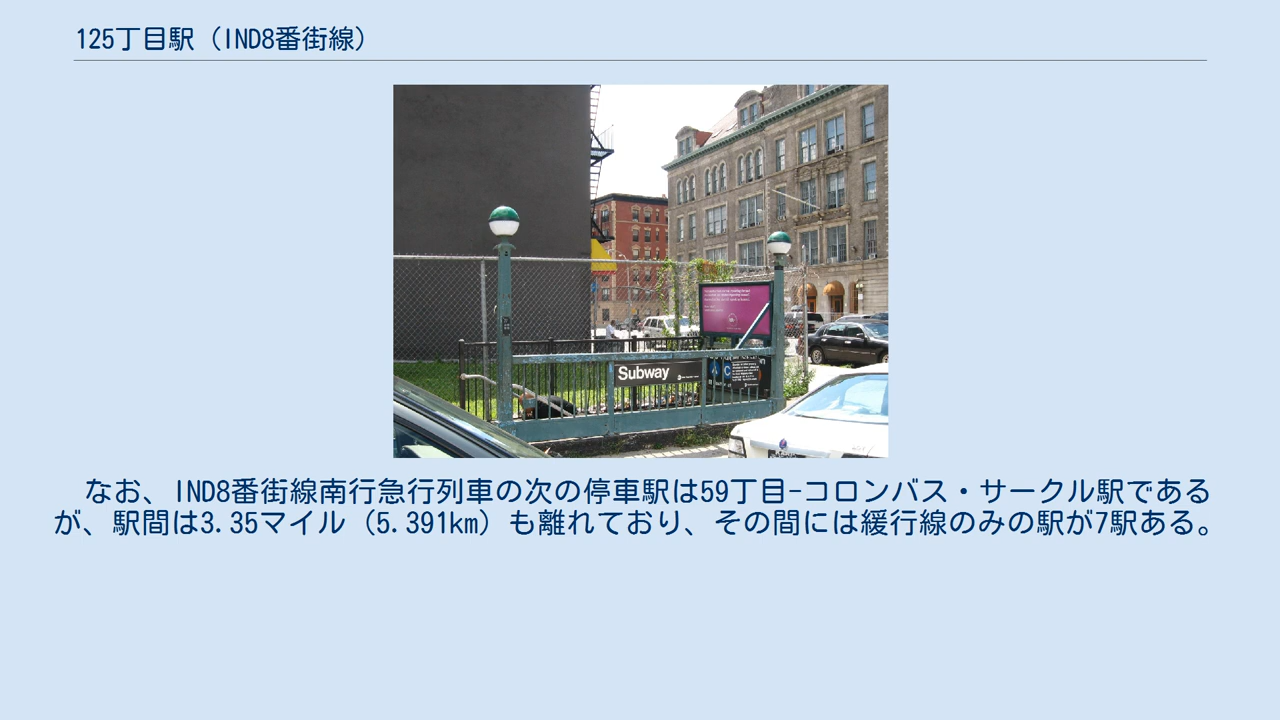 125丁目駅（IND8番街線）
Subway
A C
なお、IND8番街線南行急行列車の次の停車駅は59丁目-コロンバス・サークル駅である
が、駅間は3.35マイル（5.391km）も離れており、その間には緩行線のみの駅が7駅ある。